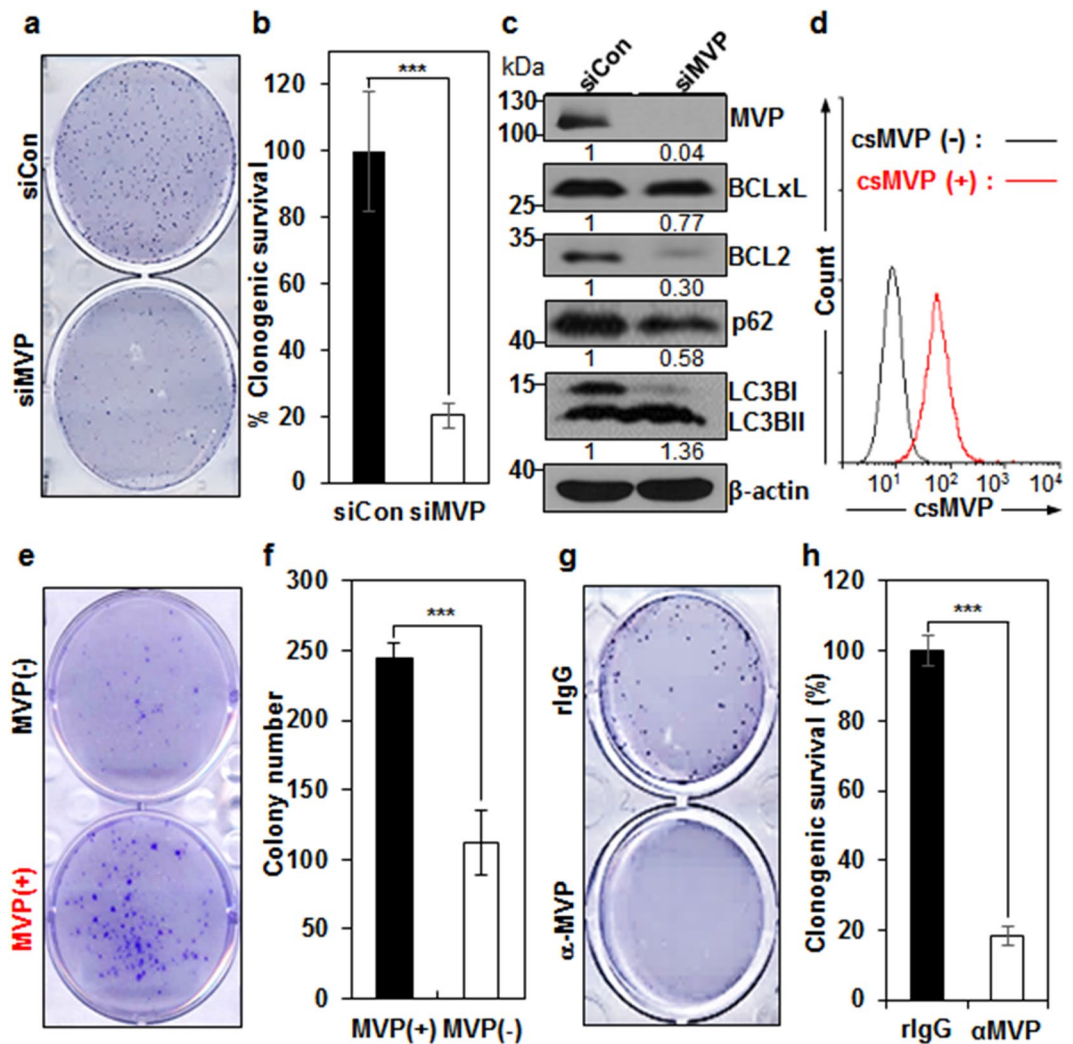 a
siCon
siMVP
b
% Clonogenic survival
120
100
80
60
40
20
0
***
siCon siMVP
c
kDa
siCon
siMVP
130
100
MVP
1 0.04
25
BCLxL
1 0.77
35
BCL2
1 0.30
40
p62
1 0.58
15
LC3BI
LC3BII
1 1.36
40
β-actin
d
csMVP (-) :
csMVP (+) :
Count
10¹ 10² 10³ 10⁴
csMVP
e
MVP(-)
MVP(+)
f
Colony number
300
250
200
150
100
50
0
***
MVP(+) MVP(-)
g
rIgG
α-MVP
h
Clonogenic survival (%)
120
100
80
60
40
20
0
***
rIgG αMVP